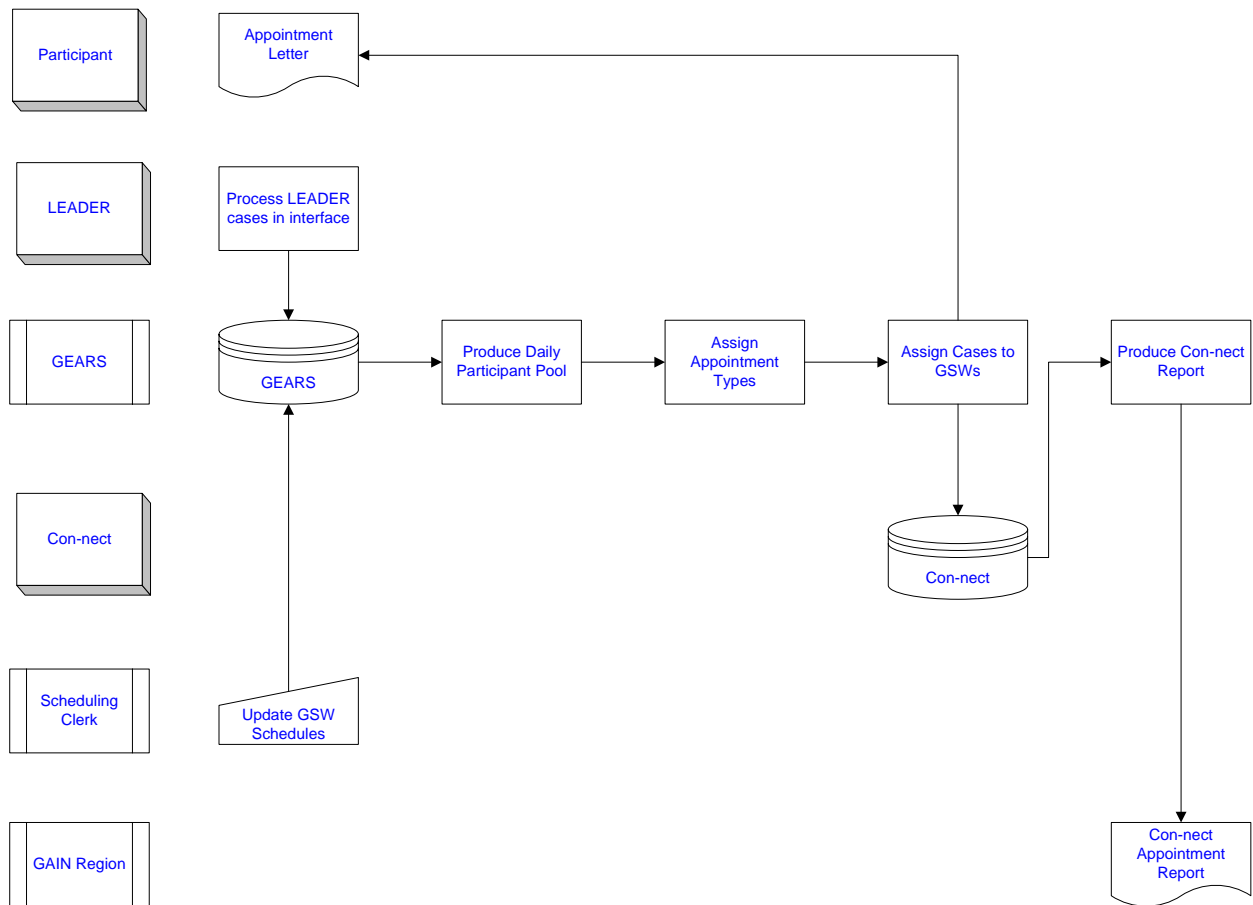 Participant
Appointment
Letter
LEADER
Process LEADER
cases in interface
GEARS
GEARS
Produce Daily
Participant Pool
Assign
Appointment
Types
Assign Cases to
GSWs
Produce Con-nect
Report
Con-nect
Con-nect
Scheduling
Clerk
Update GSW
Schedules
GAIN Region
Con-nect
Appointment
Report